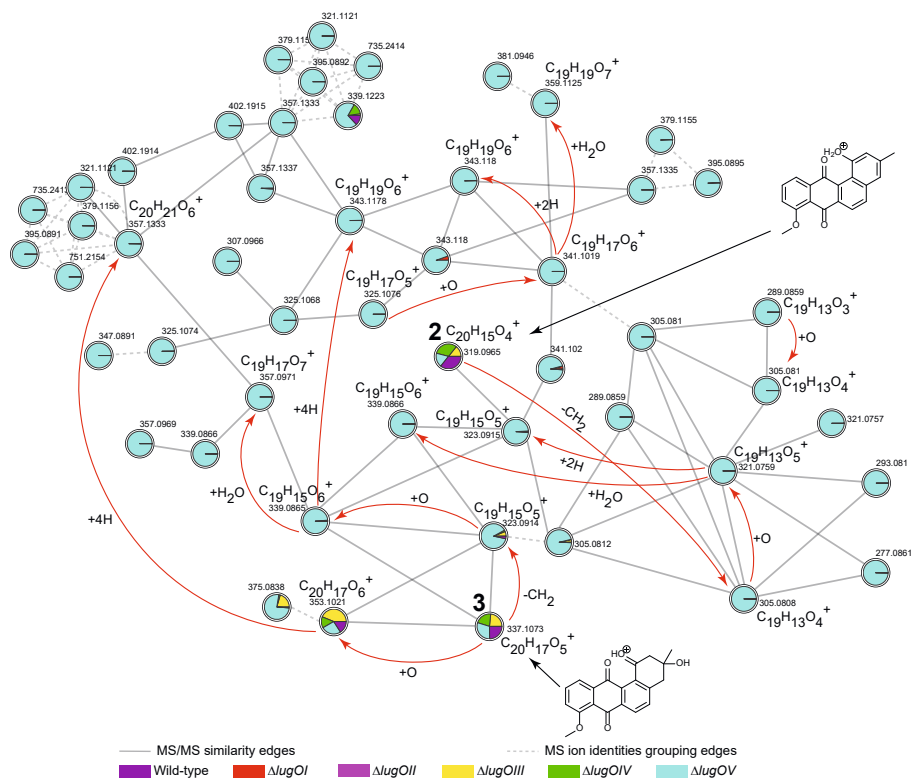 321.1121
379.115
395.0892
735.2414
339.1223
357.1333
402.1915
402.1914
321.1121
735.241
379.1156
395.0891
751.2154
C20H21O6+
357.1333
357.1337
C19H19O6+
343.1178
C19H19O6+
343.118
381.0946
C19H19O7+
359.1125
+H2O
+2H
379.1155
357.1335
395.0895
H2O
+
O
O
O
C19H17O6+
341.1019
343.118
307.0966
C19H17O5+
325.1076
+O
325.1068
347.0891
325.1074
2
C20H15O4+
319.0965
341.102
305.081
289.0859
C19H13O3+
+O
305.081
C19H13O4+
C19H17O7+
357.0971
+4H
C19H15O6+
339.0866
C19H15O5+
323.0915
-CH2
289.0859
321.0757
357.0969
339.0866
+H2O
+2H
C19H13O5+
321.0759
293.081
+H2O
C19H15O6+
339.0865
+O
C19H15O5+
323.0914
305.0812
+O
277.0861
+4H
375.0838
C20H17O6+
353.1021
-CH2
3
337.1073
C20H17O5+
305.0808
C19H13O4+
+O
HO
+
OH
O
O
O
MS/MS similarity edges
MS ion identities grouping edges
Wild-type
ΔlugOI
ΔlugOII
ΔlugOIII
ΔlugOIV
ΔlugOV